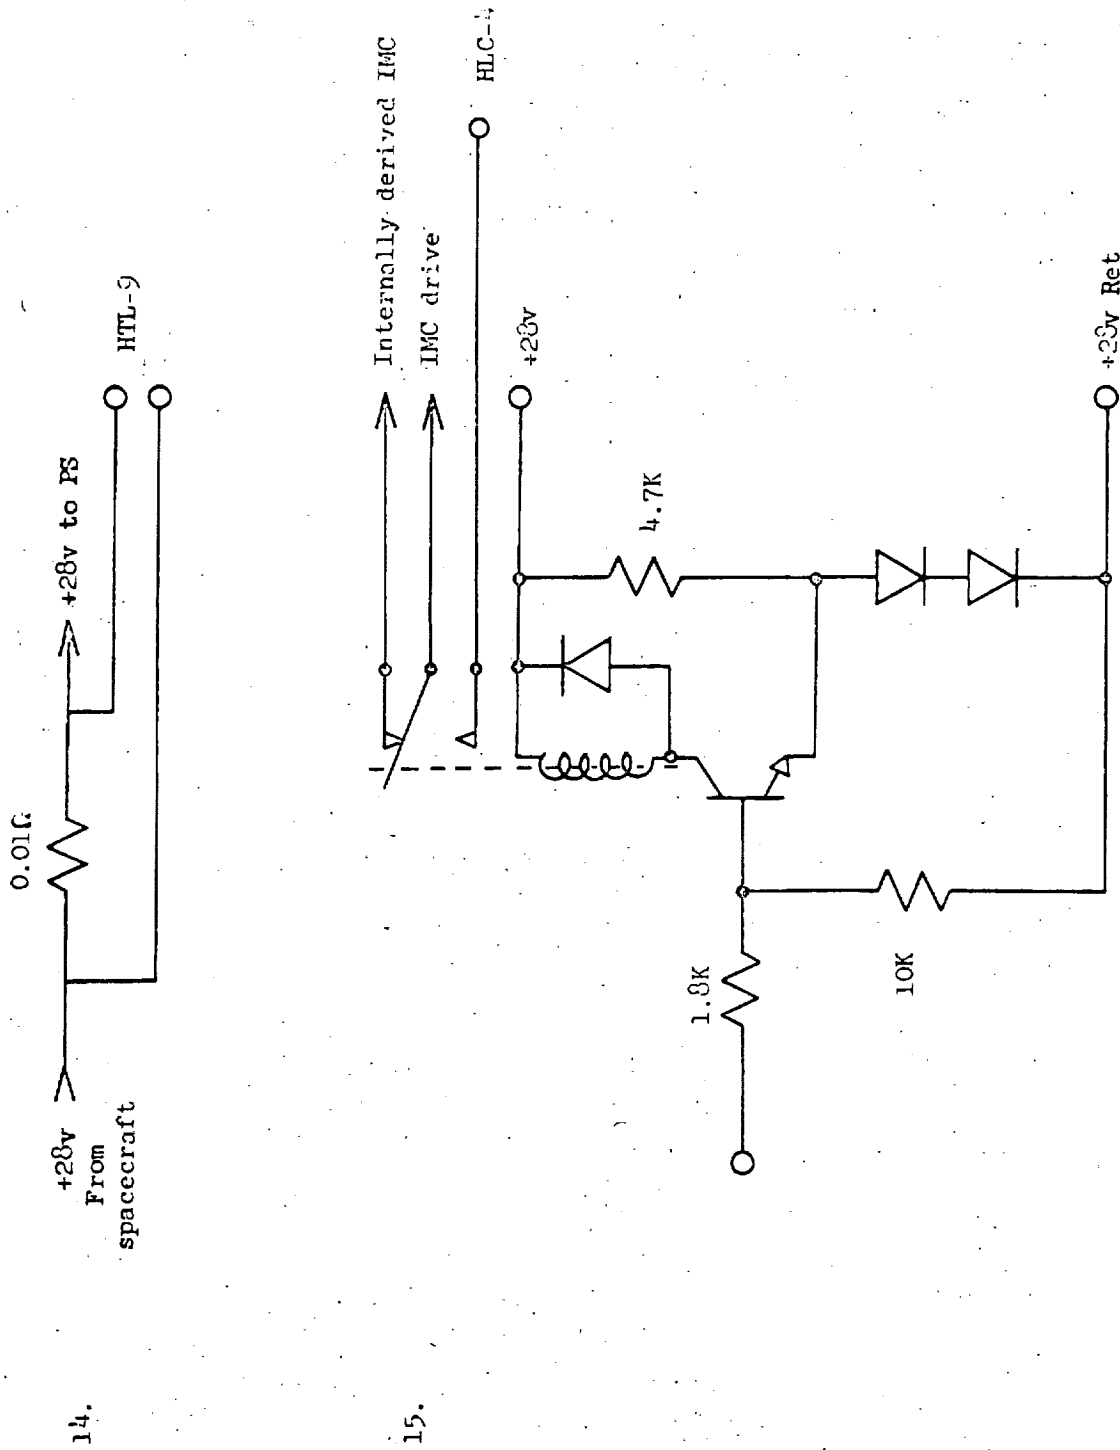 14.
+28v
From
spacecraft
0.01Ω
+28v to PS
HTL-9
15.
Internally derived IMC
IMC drive
HLC-4
+28v
4.7K
1.8K
10K
+28v Ret